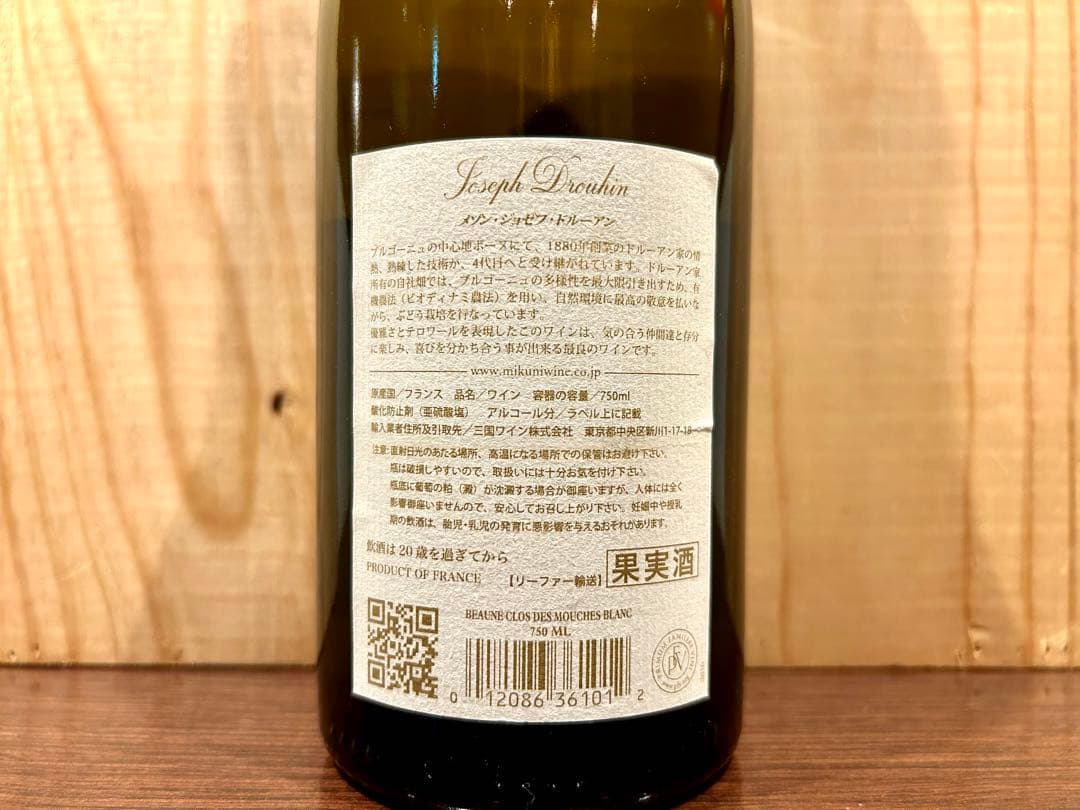 Joseph Drouhin
メゾン・ジョセフ・ドルーアン
ブルゴーニュの中心地ボーヌにて、1880年創業のドルーアン家の情
熱、熟練した技術が、4代目へと受け継がれています。ドルーアン家
所有の自社畑では、ブルゴーニュの多様性を最大限引き出すため、有
機農法（ビオディナミ農法）を用い、自然環境に最高の敬意を払いな
がら、ぶどう栽培を行なっています。
優雅さとテロワールを表現したこのワインは、気の合う仲間達と存分
に楽しみ、喜びを分かち合う事が出来る最良のワインです。
www.mikuniwine.co.jp
原産国／フランス 品名／ワイン 容器の容量／750ml
酸化防止剤（亜硫酸塩） アルコール分／ラベル上に記載
輸入業者住所及引取先／三国ワイン株式会社 東京都中央区新川1-17-18
注意：直射日光のあたる場所、高温になる場所での保管はお避け下さい。
瓶は破損しやすいので、取扱いには十分お気を付け下さい。
瓶底に葡萄の粕（澱）が沈澱する場合が御座いますが、人体には全く
影響御座いませんので、安心してお召し上がり下さい。妊娠中や授乳
期の飲酒は、胎児・乳児の発育に悪影響を与えるおそれがあります。
飲酒は20歳を過ぎてから
PRODUCT OF FRANCE 【リーファー輸送】 果実酒
BEAUNE CLOS DES MOUCHES BLANC
750 ML
0 12086 36101 2